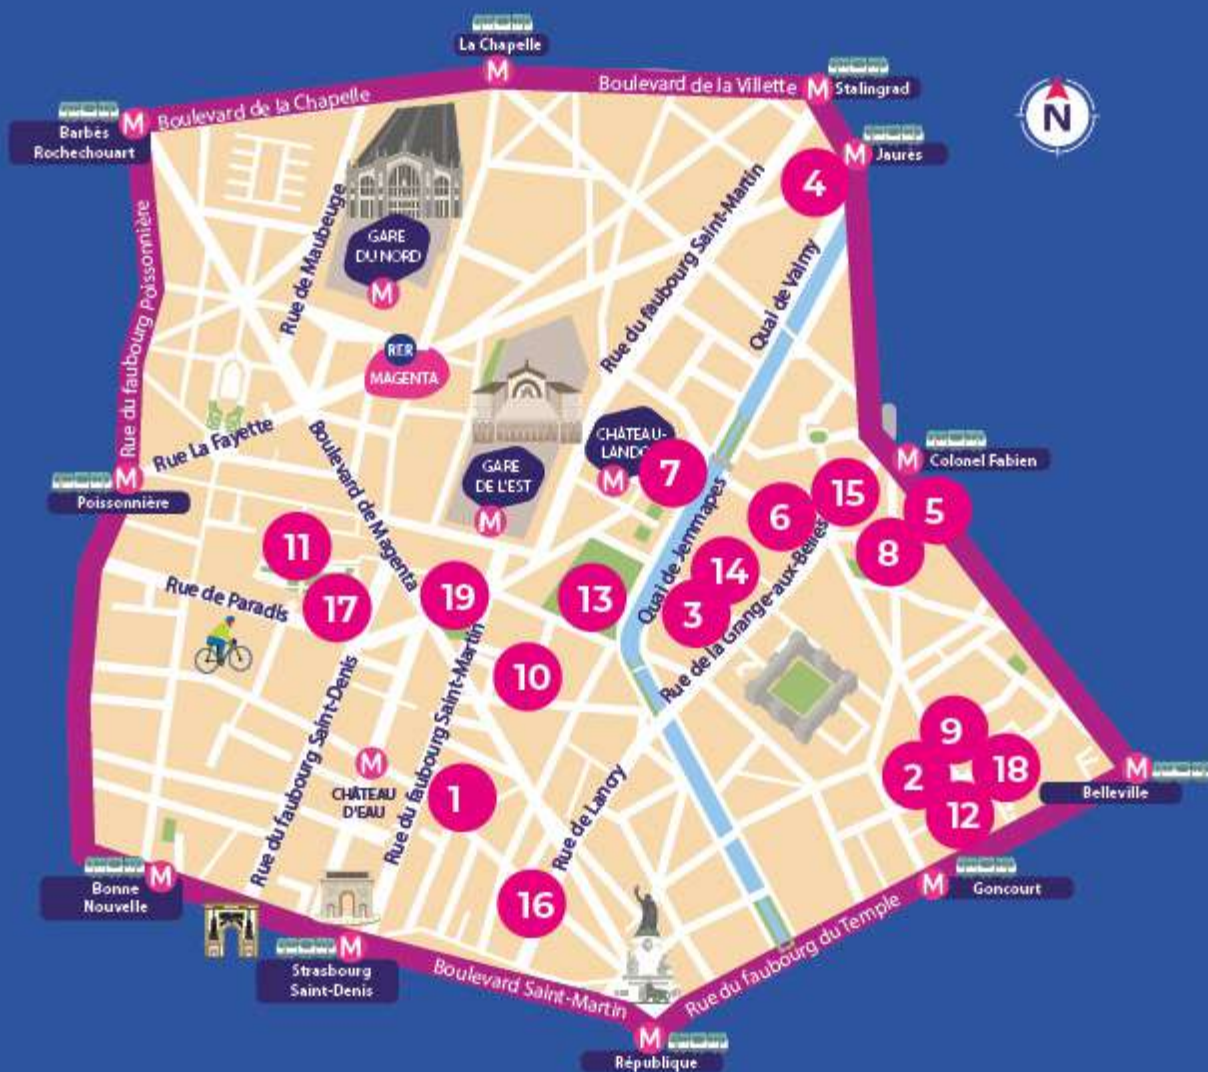 La Chapelle
M
Boulevard de la Villette
M
Stalingrad
Barbès
Rochechouart
M
Boulevard de la Chapelle
N
M
Jaurès
4
Rue de Maubeuge
GARE
DU NORD
M
Rue du faubourg Saint-Martin
Quai de Valmy
Rue du faubourg Poissonnière
RER
MAGENTA
Rue La Fayette
Boulevard de Magenta
CHÂTEAU-
M
7
GARE
DE L'EST
M
M
Colonel Fabien
M
Poissonnière
15
5
6
8
11
Quai de Jemmapes
14
3
Rue de la Grange-aux-Belles
Rue de Paradis
17
19
13
10
Rue du faubourg Saint-Denis
Rue du faubourg Saint-Martin
M
CHÂTEAU
D'EAU
1
Rue de Lancry
9
2
18
12
M
Belleville
M
Bonne
Nouvelle
16
M
Goncourt
M
Strasbourg
Saint-Denis
Boulevard Saint-Martin
Rue du faubourg du Temple
M
République